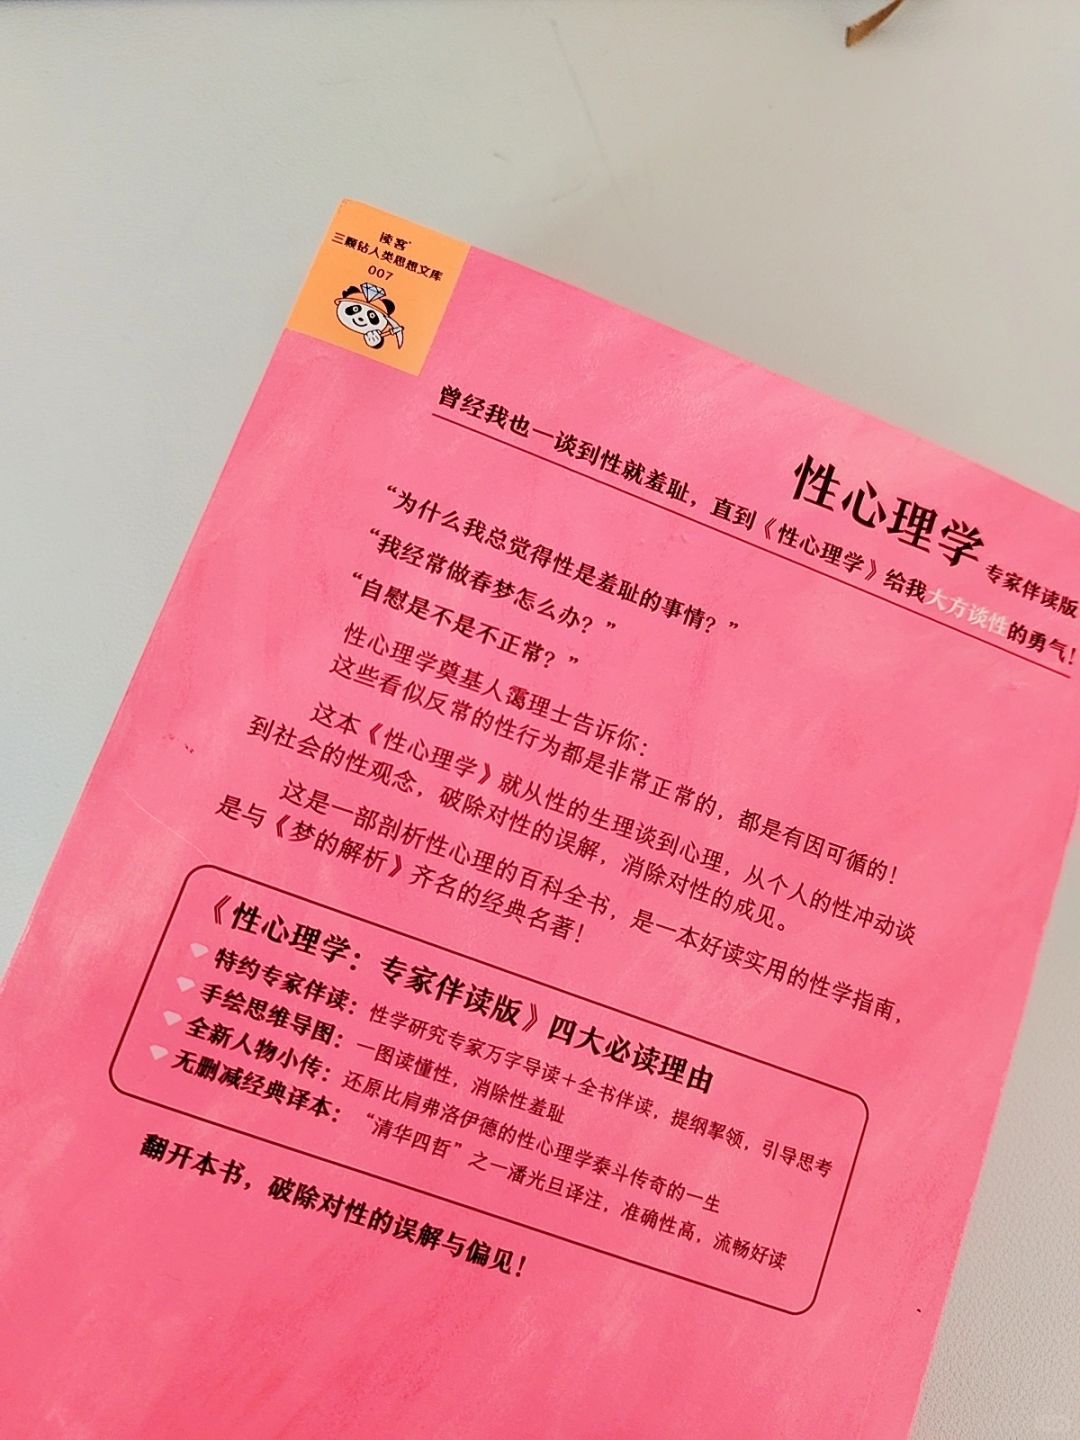 读客
三颗钻人类思想文库
007
性心理学 专家伴读版
曾经我也一谈到性就羞耻，直到《性心理学》给我大方谈性的勇气！
“为什么我总觉得性是羞耻的事情？”
“我经常做春梦怎么办？”
“自慰是不是不正常？”
性心理学奠基人霭理士告诉你：
这些看似反常的性行为都是非常正常的，都是有因可循的！
这本《性心理学》就从性的生理谈到心理，从个人的性冲动谈
到社会的性观念，破除对性的误解，消除对性的成见。
这是一部剖析性心理的百科全书，是一本好读实用的性学指南，
是与《梦的解析》齐名的经典名著！
《性心理学：专家伴读版》四大必读理由
特约专家伴读：性学研究专家万字导读＋全书伴读，提纲挈领，引导思考
手绘思维导图：一图读懂性，消除性羞耻
全新人物小传：还原比肩弗洛伊德的性心理学泰斗传奇的一生
无删减经典译本：“清华四哲”之一潘光旦译注，准确性高，流畅好读
翻开本书，破除对性的误解与偏见！